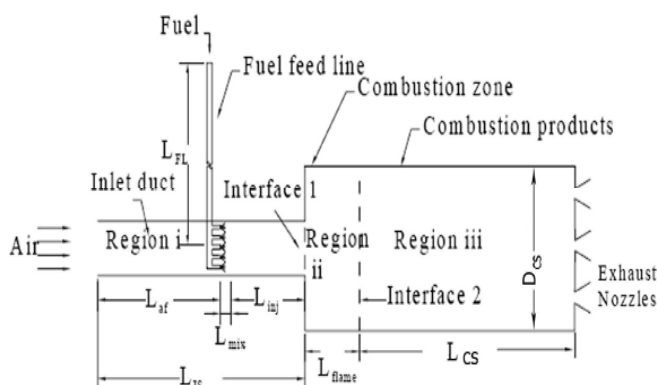 Fuel
Fuel feed line
Combustion zone
Combustion products
L_FL
Inlet duct
Interface 1
Air
Region i
Region ii
Region iii
D_CS
Exhaust Nozzles
L_af
L_inj
Interface 2
L_mix
L_CS
L_flame